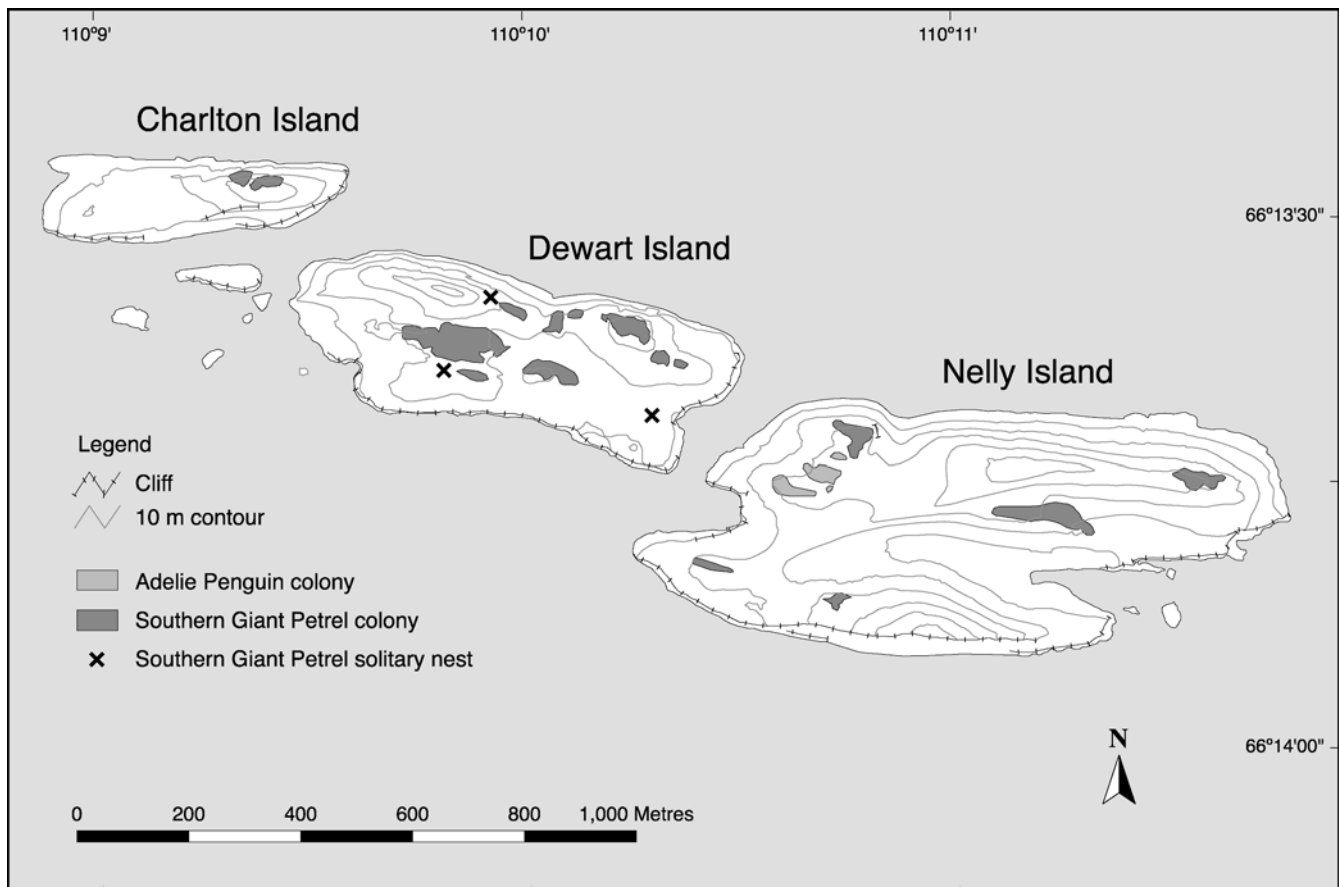 110º9'
110º10'
110º11'
Charlton Island
66º13'30"
Dewart Island
Nelly Island
Legend
Cliff
10 m contour
Adelie Penguin colony
Southern Giant Petrel colony
Southern Giant Petrel solitary nest
N
66º14'00"
0 200 400 600 800 1,000 Metres